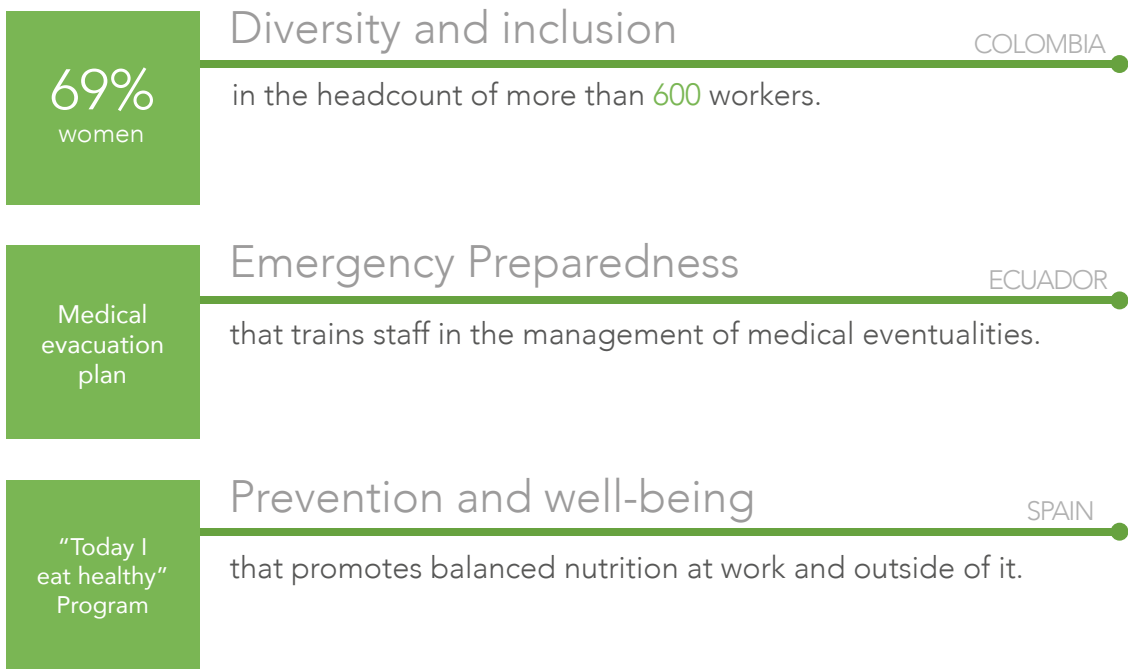 69%
women
Diversity and inclusion
COLOMBIA
in the headcount of more than 600 workers.
Medical
evacuation
plan
Emergency Preparedness
ECUADOR
that trains staff in the management of medical eventualities.
“Today I
eat healthy”
Program
Prevention and well-being
SPAIN
that promotes balanced nutrition at work and outside of it.